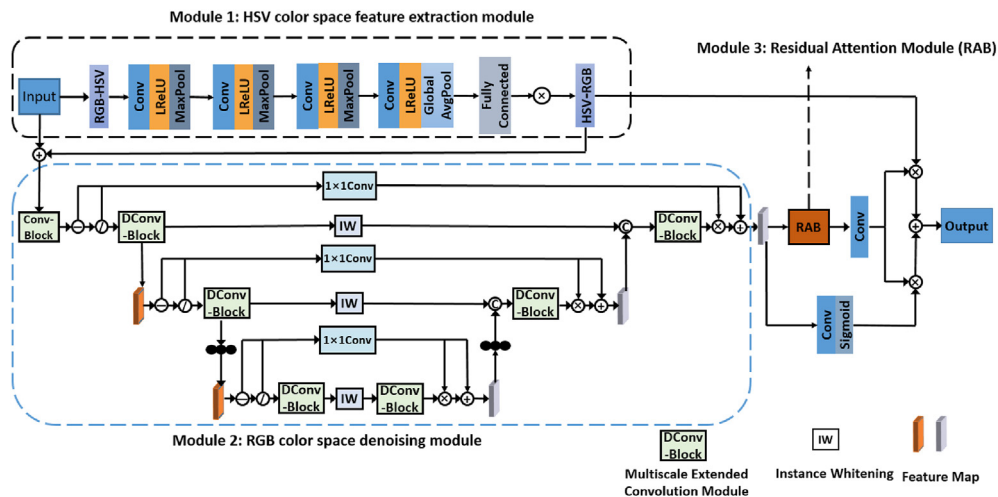 Module 1: HSV color space feature extraction module
Module 3: Residual Attention Module (RAB)
Input
RGB-HSV
Conv
LReLU
MaxPool
Conv
LReLU
MaxPool
Conv
LReLU
MaxPool
Conv
LReLU
Global
AvgPool
Fully
Connected
HSV-RGB
1×1Conv
Conv-
Block
DConv
-Block
IW
C
DConv
-Block
RAB
Conv
Output
1×1Conv
DConv
-Block
IW
C
DConv
-Block
Conv
Sigmoid
1×1Conv
DConv
-Block
IW
DConv
-Block
Module 2: RGB color space denoising module
DConv
-Block
Multiscale Extended
Convolution Module
IW
Instance Whitening
Feature Map